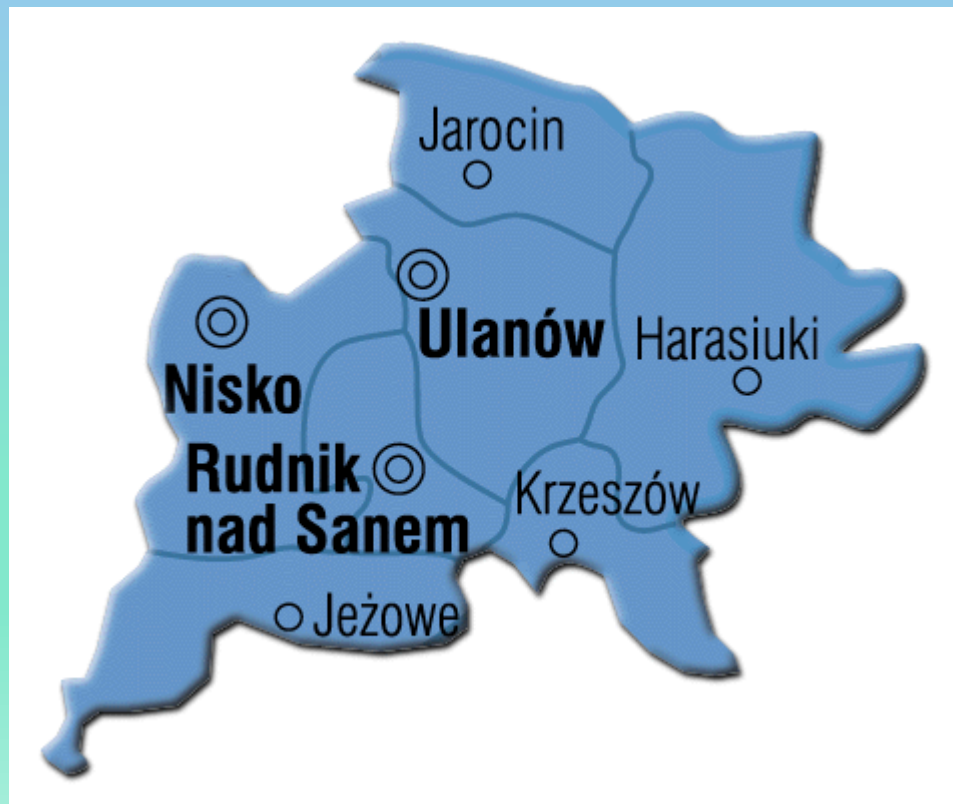 Jarocin
Ulanów
Harasiuki
Nisko
Rudnik
nad Sanem
Krzeszów
Jeżowe